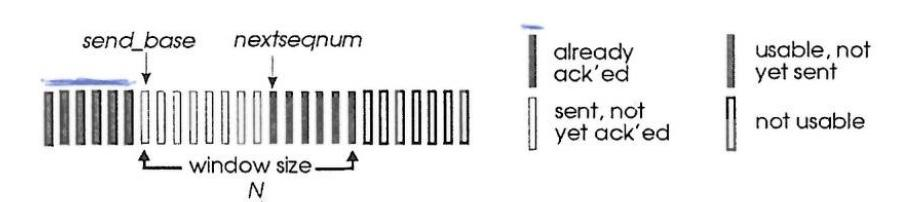 send_base nextseqnum
window size
N
already
ack'ed
sent, not
yet ack'ed
usable, not
yet sent
not usable